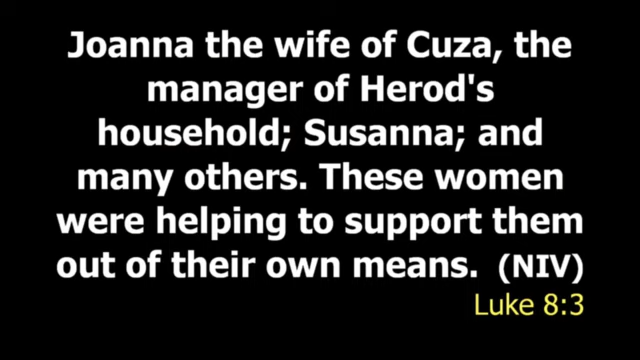 Joanna the wife of Cuza, the
manager of Herod's
household; Susanna; and
many others. These women
were helping to support them
out of their own means. (NIV)
Luke 8:3